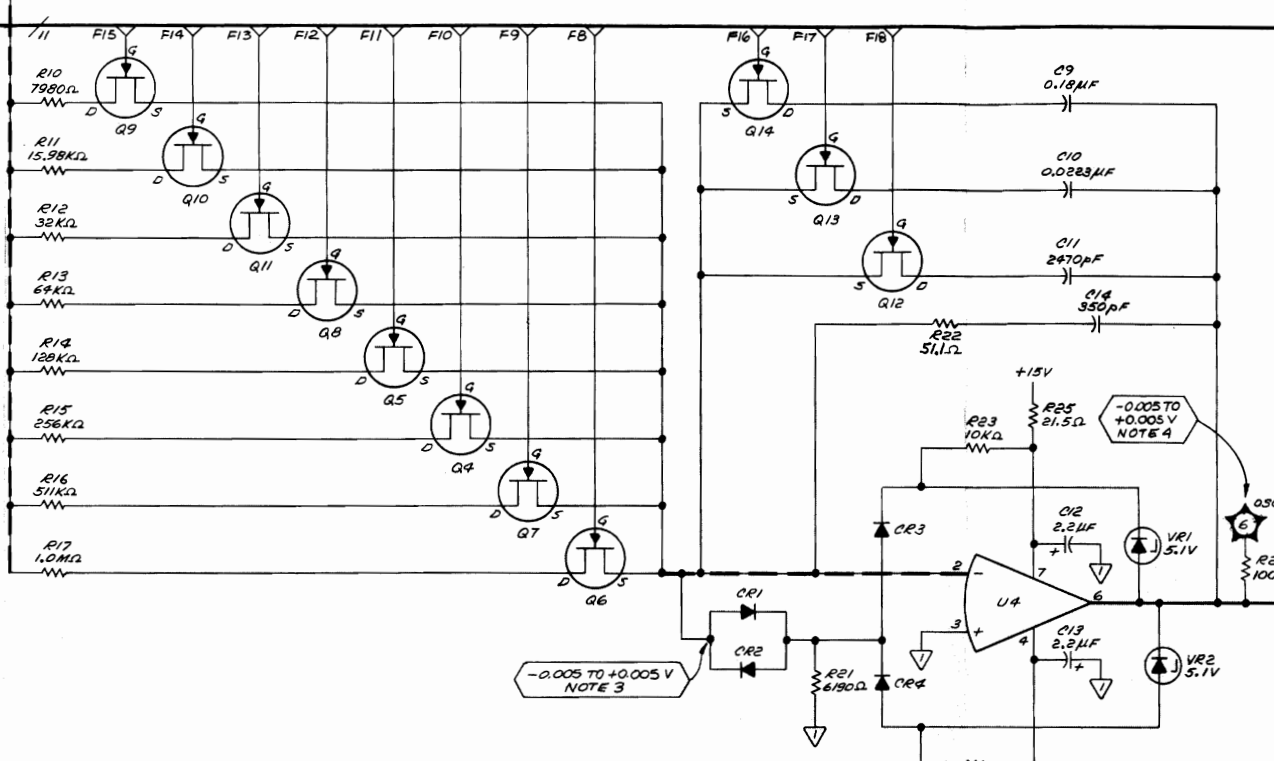 11
F15
F14
F13
F12
F11
F10
F9
F8
F16
F17
F18
R10
7980Ω
G
D
S
Q9
R11
15.98KΩ
G
D
S
Q10
R12
32KΩ
G
D
S
Q11
R13
64KΩ
G
D
S
Q8
R14
128KΩ
G
D
S
Q5
R15
256KΩ
G
D
S
Q4
R16
511KΩ
G
D
S
Q7
R17
1.0MΩ
G
D
S
Q6
G
S
D
Q14
C9
0.18µF
G
S
D
Q13
C10
0.0223µF
G
S
D
Q12
C11
2470pF
C14
350pF
R22
51.1Ω
+15V
R25
21.5Ω
R23
10KΩ
-0.005 TO
+0.005 V
NOTE 4
6
CR3
C12
2.2µF
+
1
VR1
5.1V
2
-
7
U4
6
3
+
4
1
C13
2.2µF
+
1
VR2
5.1V
CR1
CR2
CR4
R21
6190Ω
1
-0.005 TO +0.005 V
NOTE 3